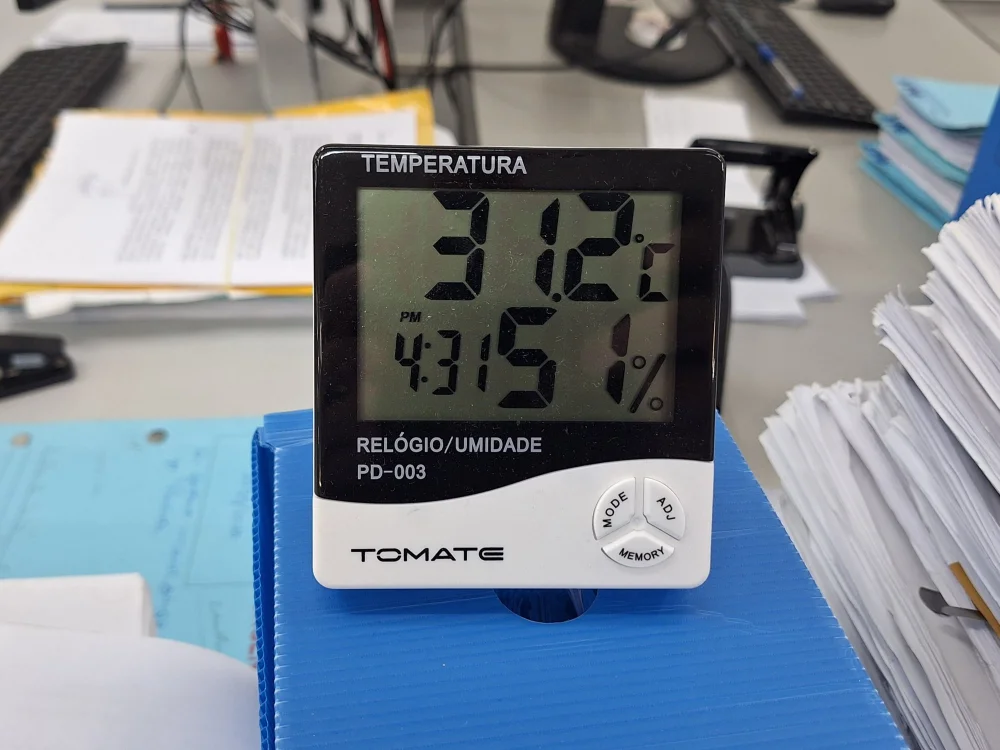 TEMPERATURA
31.2°C
PM
4:31 51%
RELÓGIO/UMIDADE
PD-003
MODE ADJ
MEMORY
TOMATE